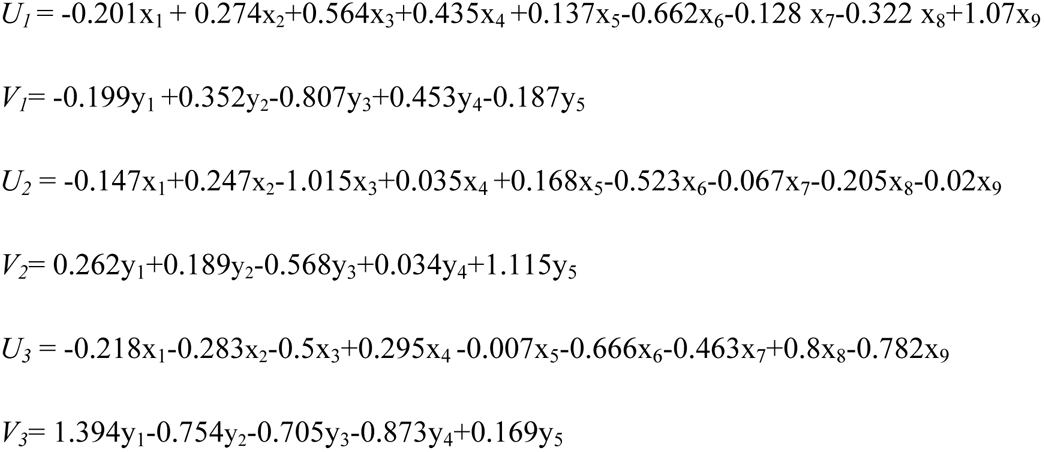 U₁ = -0.201x₁ + 0.274x₂+0.564x₃+0.435x₄ +0.137x₅-0.662x₆-0.128 x₇-0.322 x₈+1.07x₉
V₁= -0.199y₁ +0.352y₂-0.807y₃+0.453y₄-0.187y₅
U₂ = -0.147x₁+0.247x₂-1.015x₃+0.035x₄ +0.168x₅-0.523x₆-0.067x₇-0.205x₈-0.02x₉
V₂= 0.262y₁+0.189y₂-0.568y₃+0.034y₄+1.115y₅
U₃ = -0.218x₁-0.283x₂-0.5x₃+0.295x₄ -0.007x₅-0.666x₆-0.463x₇+0.8x₈-0.782x₉
V₃= 1.394y₁-0.754y₂-0.705y₃-0.873y₄+0.169y₅